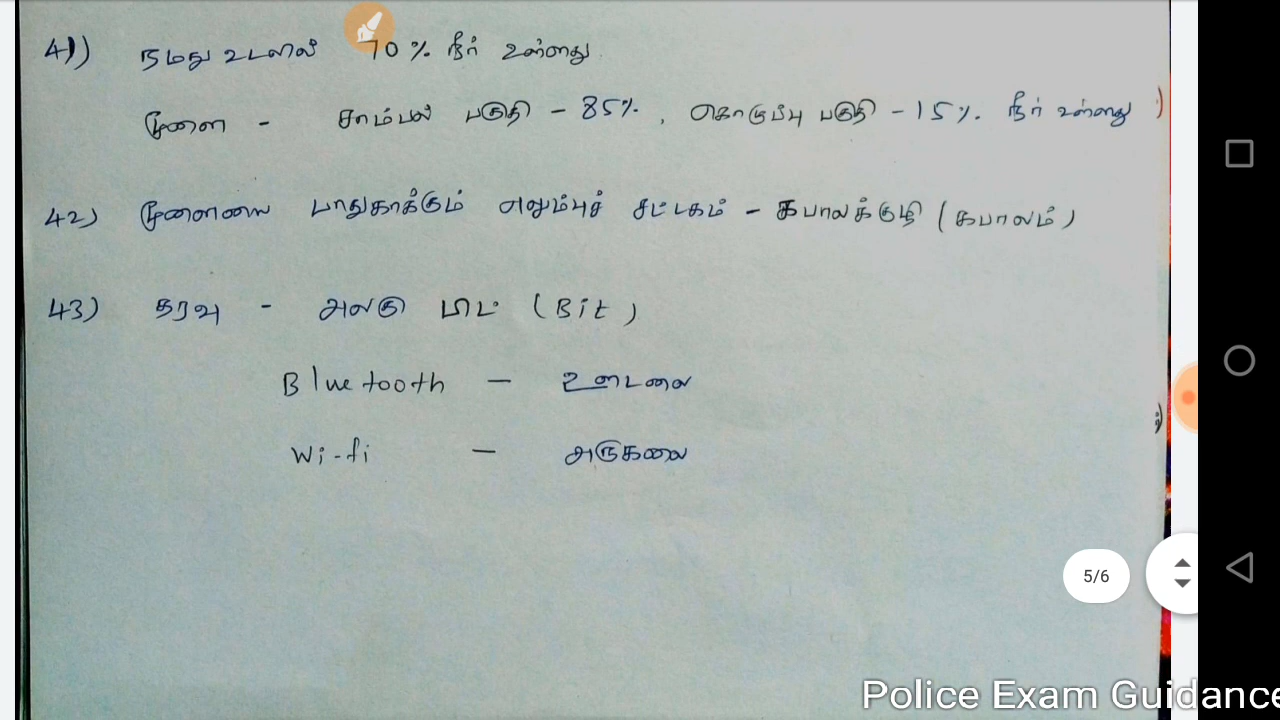 41) நமது உடலில் 70% நீர் உள்ளது.
மூளை - சாம்பல் பகுதி - 85%, கொழுப்பு பகுதி - 15% நீர் உள்ளது
42) மூளையை பாதுகாக்கும் எலும்புச் சட்டகம் - கபாலக்குழி (கபாலம்)
43) தரவு - அலகு பிட் (Bit)
Bluetooth - ஊடலை
Wi-fi - அருகலை
5/6
Police Exam Guidance